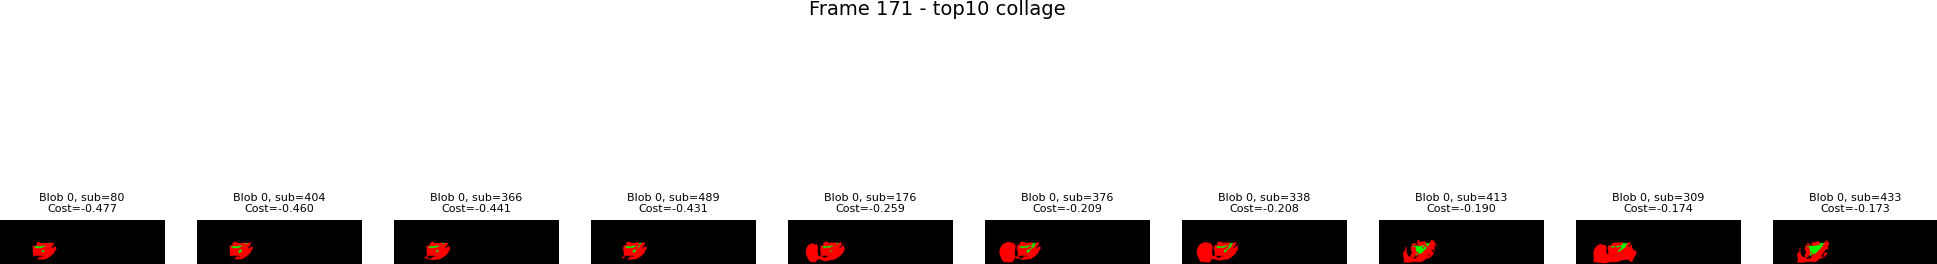 Frame 171 - top10 collage
Blob 0, sub=80
Cost=-0.477
Blob 0, sub=404
Cost=-0.460
Blob 0, sub=366
Cost=-0.441
Blob 0, sub=489
Cost=-0.431
Blob 0, sub=176
Cost=-0.259
Blob 0, sub=376
Cost=-0.209
Blob 0, sub=338
Cost=-0.208
Blob 0, sub=413
Cost=-0.190
Blob 0, sub=309
Cost=-0.174
Blob 0, sub=433
Cost=-0.173